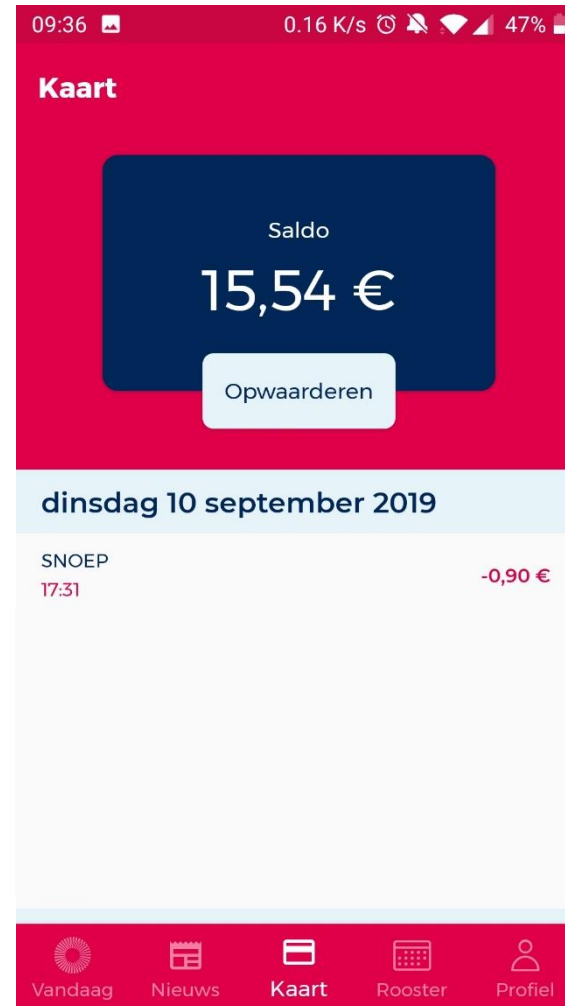 09:36 0.16 K/s 47%
Kaart
Saldo
15,54 €
Opwaarderen
dinsdag 10 september 2019
SNOEP
17:31
-0,90 €
Vandaag Nieuws Kaart Rooster Profiel